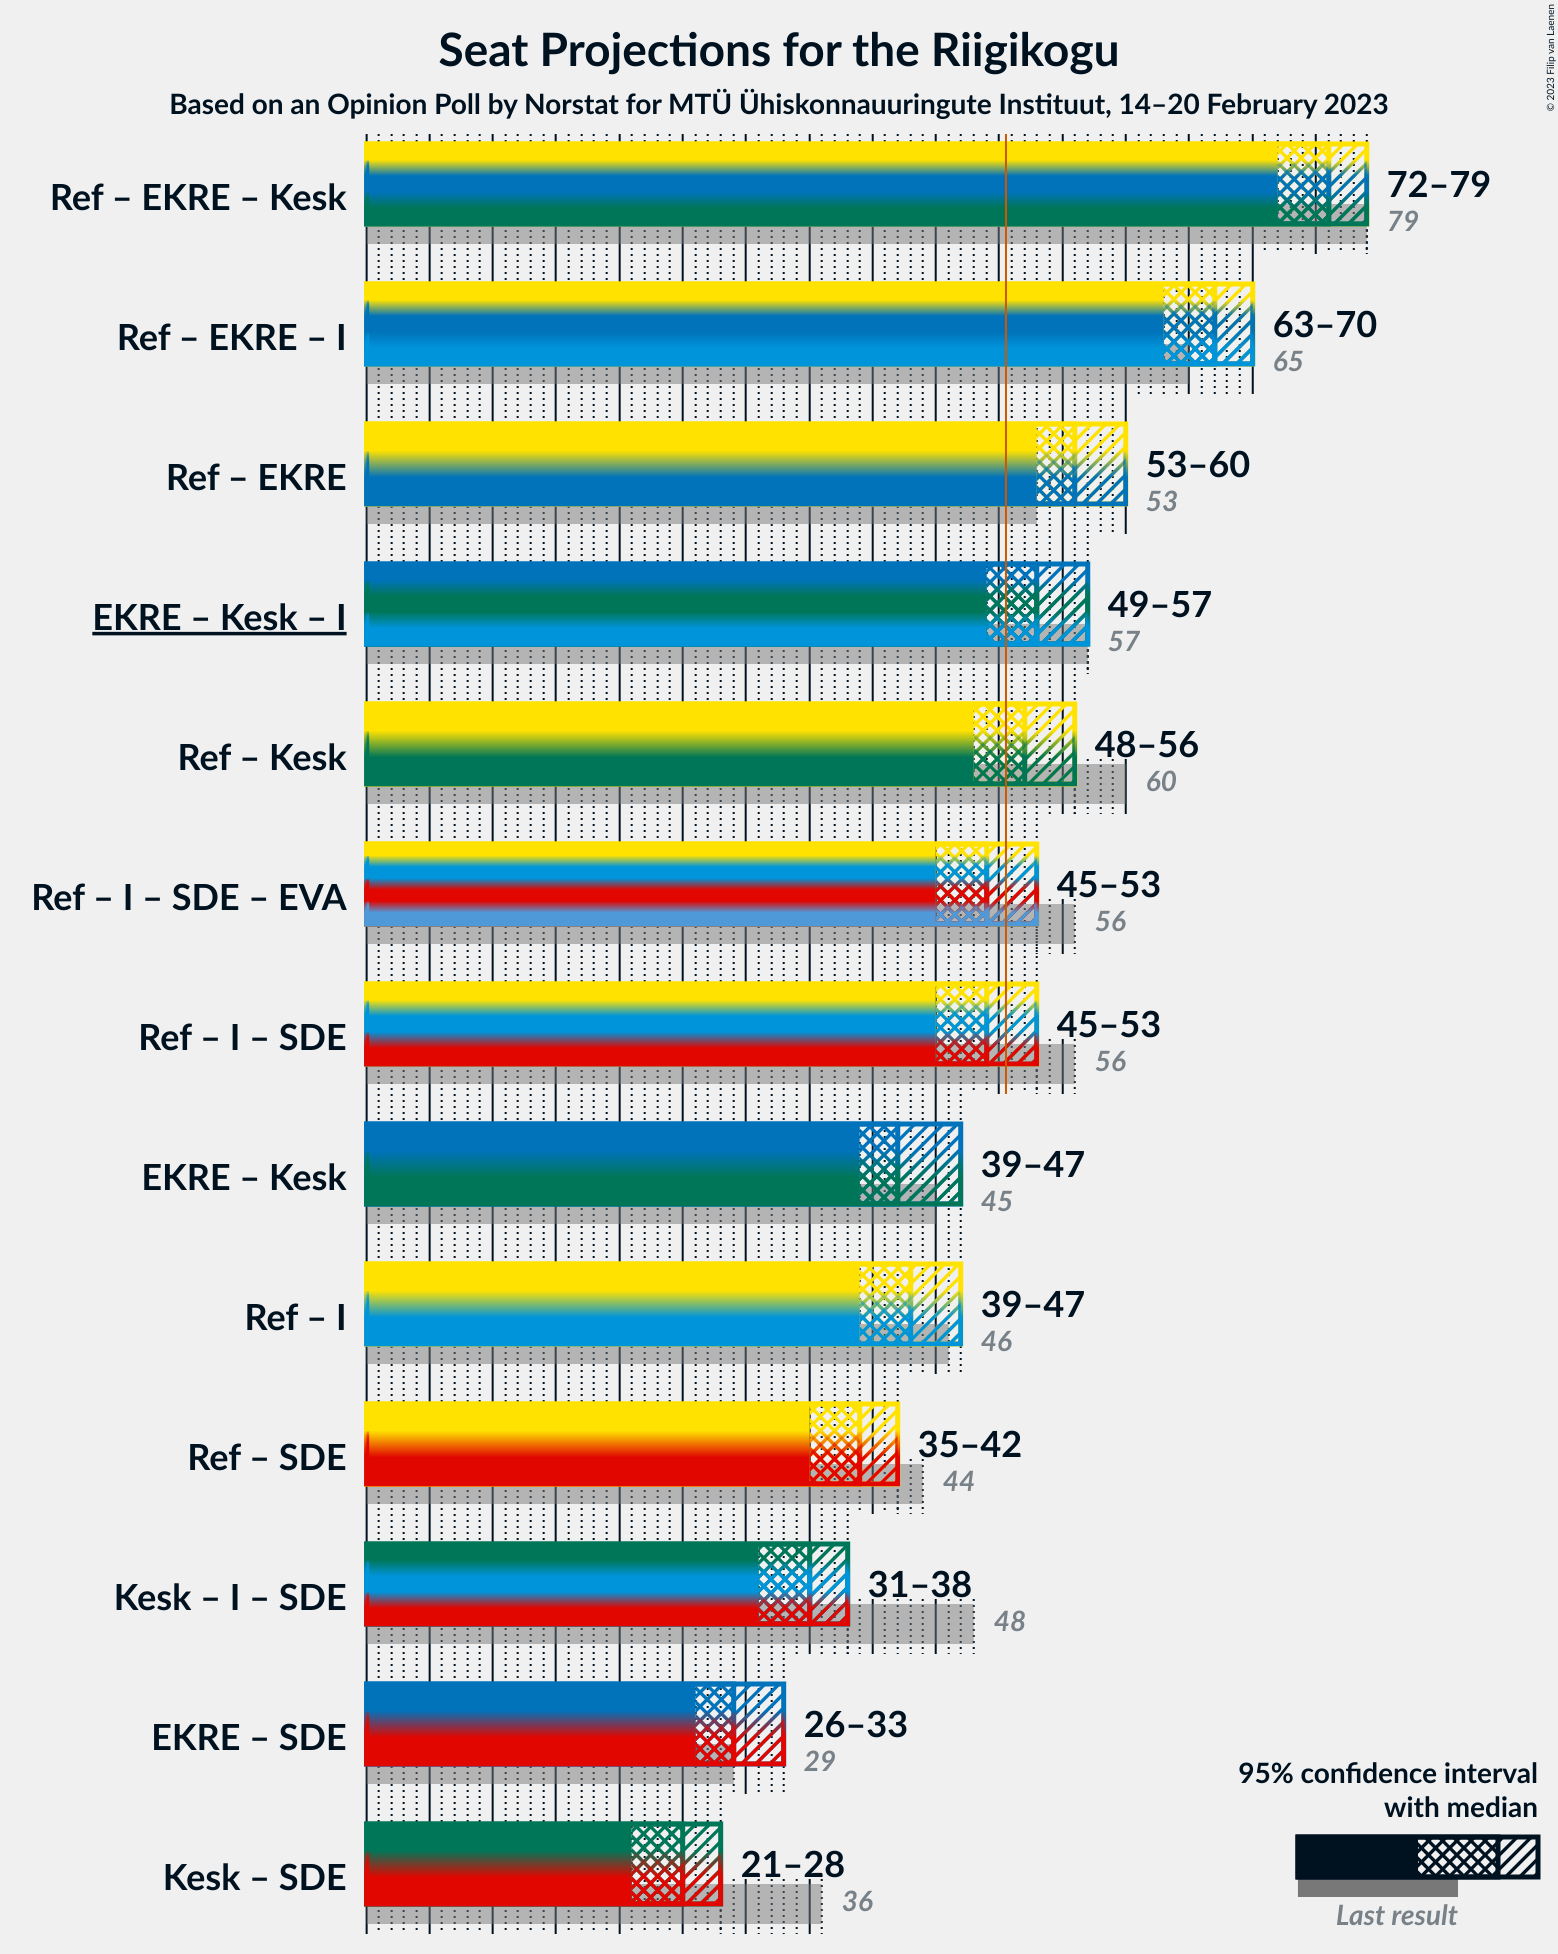 Seat Projections for the Riigikogu
Based on an Opinion Poll by Norstat for MTÜ Ühiskonnauuringute Instituut, 14–20 February 2023
© 2023 Filip van Laenen
Ref – EKRE – Kesk
72–79
79
Ref – EKRE – I
63–70
65
Ref – EKRE
53–60
53
EKRE – Kesk – I
49–57
57
Ref – Kesk
48–56
60
Ref – I – SDE – EVA
45–53
56
Ref – I – SDE
45–53
56
EKRE – Kesk
39–47
45
Ref – I
39–47
46
Ref – SDE
35–42
44
Kesk – I – SDE
31–38
48
EKRE – SDE
26–33
29
Kesk – SDE
21–28
36
95% confidence interval
with median
Last result